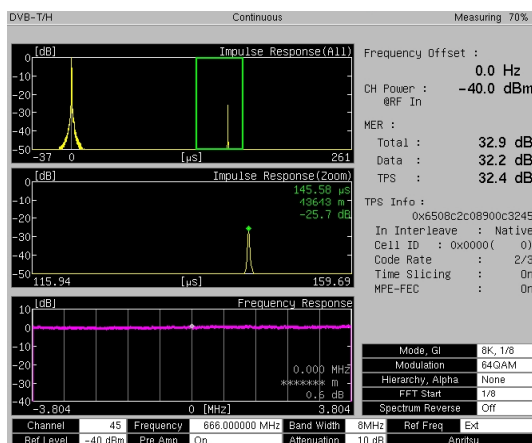 DVB-T/H Continuous Measuring 70%
[dB] Impulse Response(All)
0
-10
-20
-30
-40
-50
-37 0 [µs] 261
[dB] Impulse Response(Zoom)
0
145.58 µs
-10
43643 m
-20
-25.7 dB
-30
-40
-50
115.94 [µs] 159.69
[dB] Frequency Response
10
0
-10
-20
0.000 MHz
-30
******* m
0.6 dB
-40
-3.804 0 [MHz] 3.804
Frequency Offset :
0.0 Hz
CH Power : -40.0 dBm
@RF In
MER :
Total : 32.9 dB
Data : 32.2 dB
TPS : 32.4 dB
TPS Info :
0x6508c2c08900c3245
In Interleave : Native
Cell ID : 0x0000( 0)
Code Rate : 2/3
Time Slicing : On
MPE-FEC : On
Mode, GI 8K, 1/8
Modulation 64QAM
Hierarchy, Alpha None
FFT Start 1/8
Spectrum Reverse Off
Channel 45 Frequency 666.000000 MHz Band Width 8MHz Ref Freq Ext
Ref Level -40 dBm Pre Amp On Attenuation 10 dB Anritsu